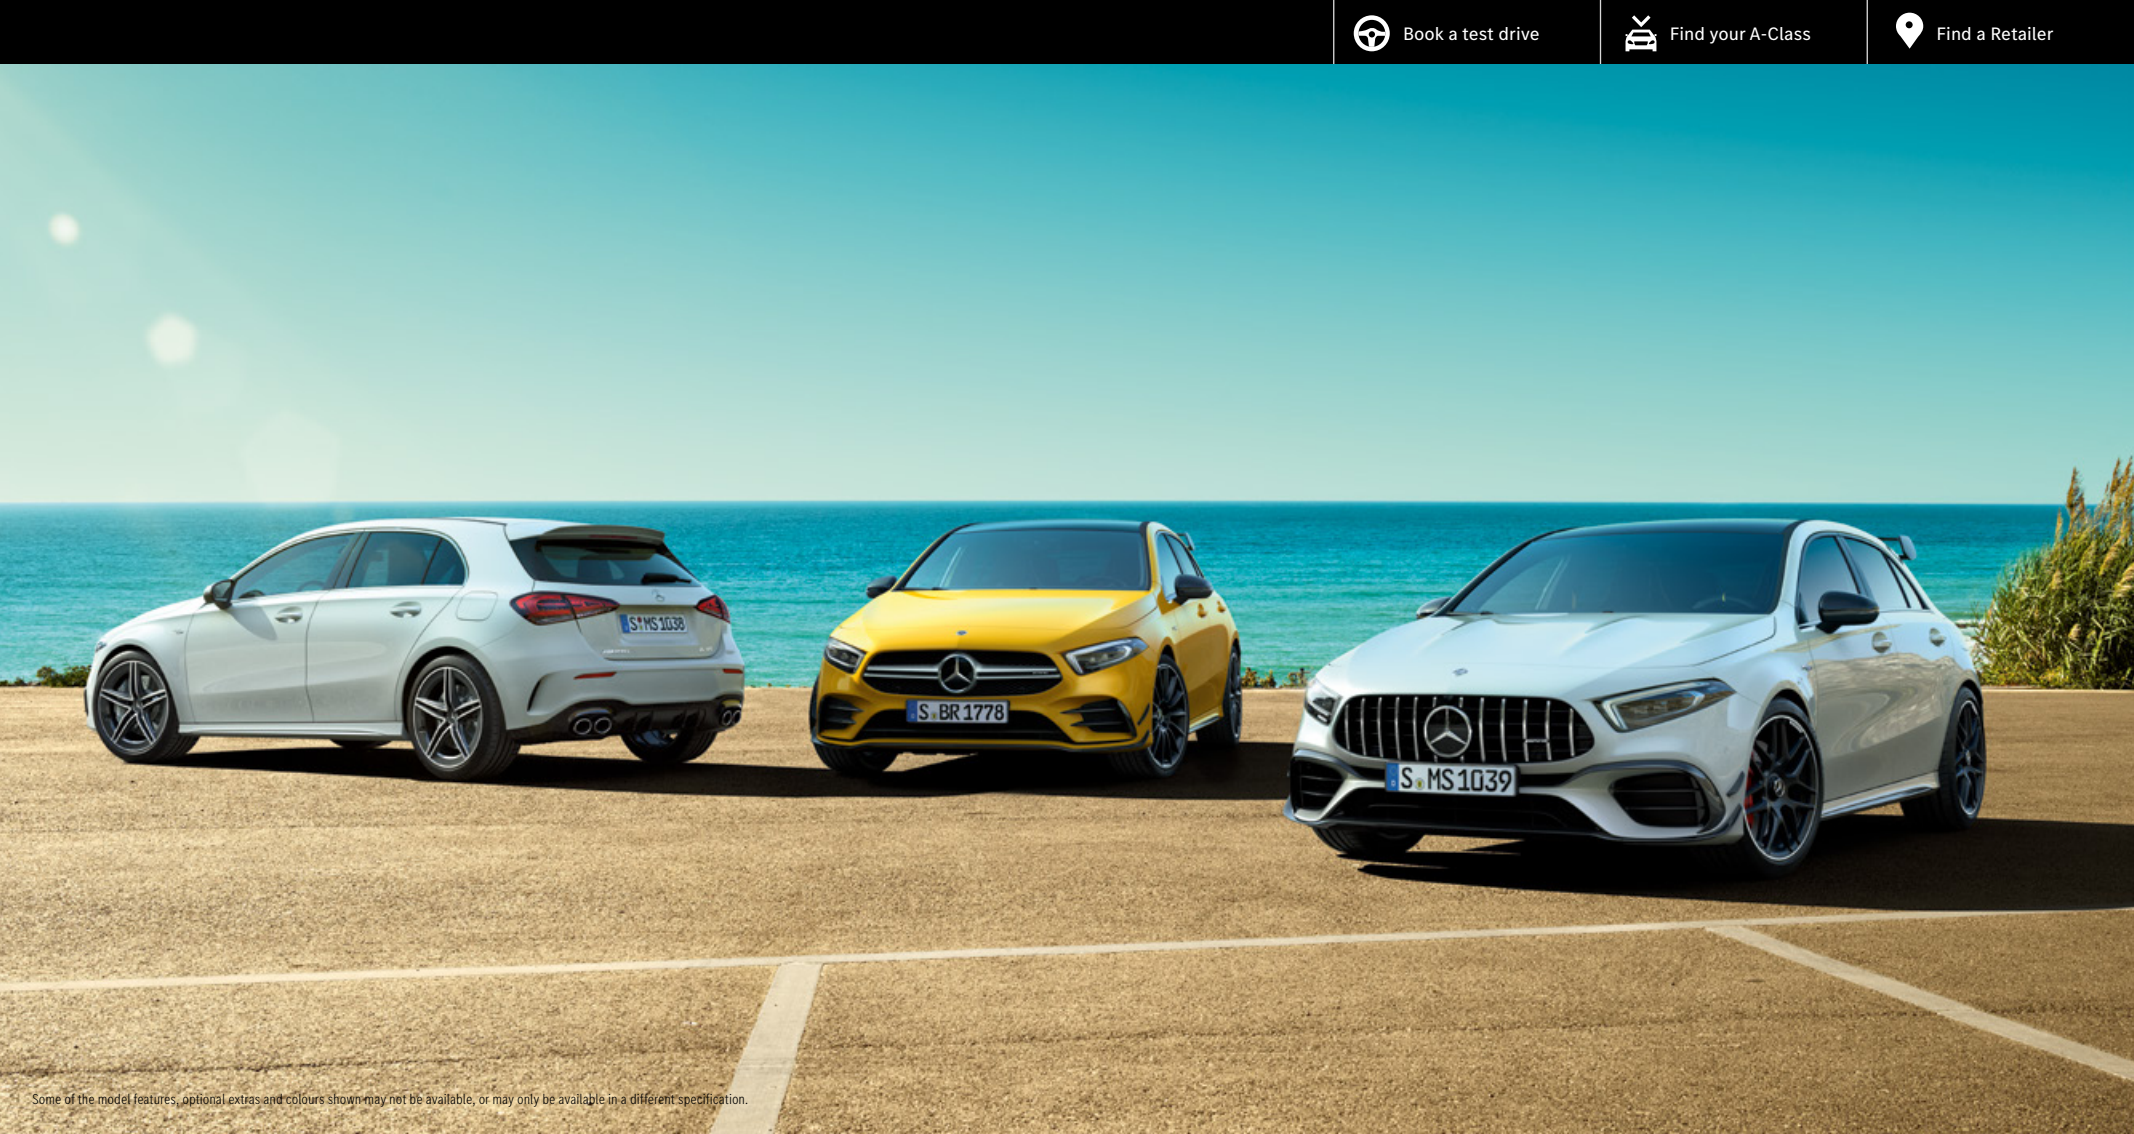 Book a test drive
Find your A-Class
Find a Retailer
S MS 1038
AMG
S BR 1778
S MS 1039
Some of the model features, optional extras and colours shown may not be available, or may only be available in a different specification.